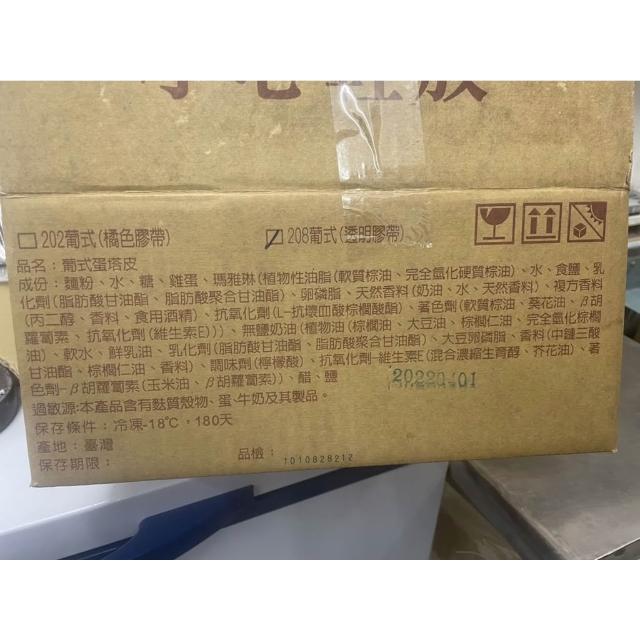 小心輕放
202葡式(橘色膠帶)
208葡式(透明膠帶)
品名：葡式蛋塔皮
成份：麵粉、水、糖、雞蛋、瑪雅琳(植物性油脂(軟質棕油、完全氫化硬質棕油)、水、食鹽、乳
化劑(脂肪酸甘油酯、脂肪酸聚合甘油酯)、卵磷脂、天然香料(奶油、水、天然香料)、複方香料
(丙二醇、香料、食用酒精)、抗氧化劑(L-抗壞血酸棕櫚酸酯)、著色劑(軟質棕油、葵花油、β胡
蘿蔔素、抗氧化劑(維生素E)))、無鹽奶油(植物油(棕櫚油、大豆油、棕櫚仁油、完全氫化棕櫚
油)、軟水、鮮乳油、乳化劑(脂肪酸甘油酯、脂肪酸聚合甘油酯)、大豆卵磷脂、香料(中鏈三酸
甘油酯、棕櫚仁油、香料)、調味劑(檸檬酸)、抗氧化劑-維生素E(混合濃縮生育醇、芥花油)、著
色劑-β胡蘿蔔素(玉米油、β胡蘿蔔素))、醋、鹽
過敏源:本產品含有麩質穀物、蛋、牛奶及其製品。
保存條件：冷凍-18℃，180天
產地：臺灣
保存期限：
品檢：
1010828212